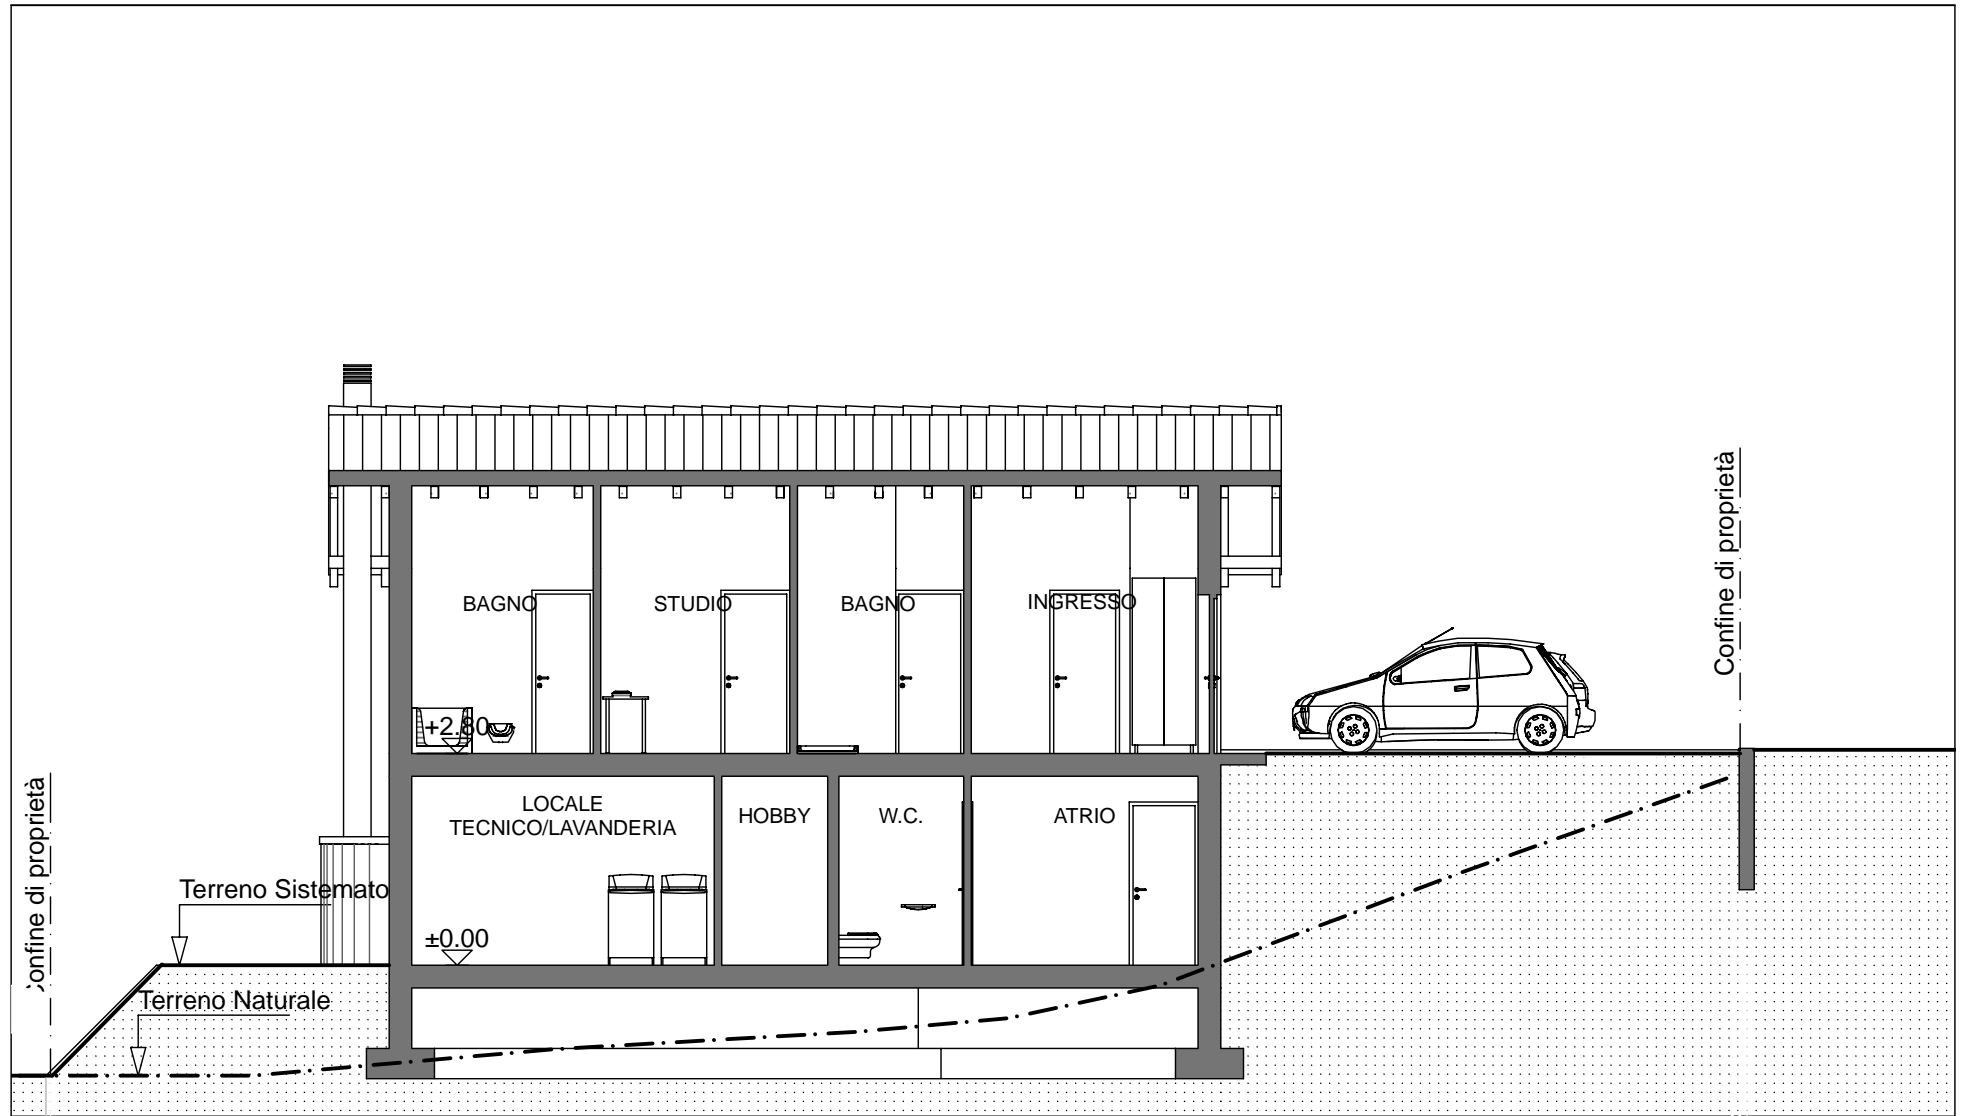 Confine di proprietà
BAGNO
STUDIO
BAGNO
INGRESSO
+2.80
LOCALE
TECNICO/LAVANDERIA
HOBBY
W.C.
ATRIO
Confine di proprietà
Terreno Sistemato
±0.00
Terreno Naturale